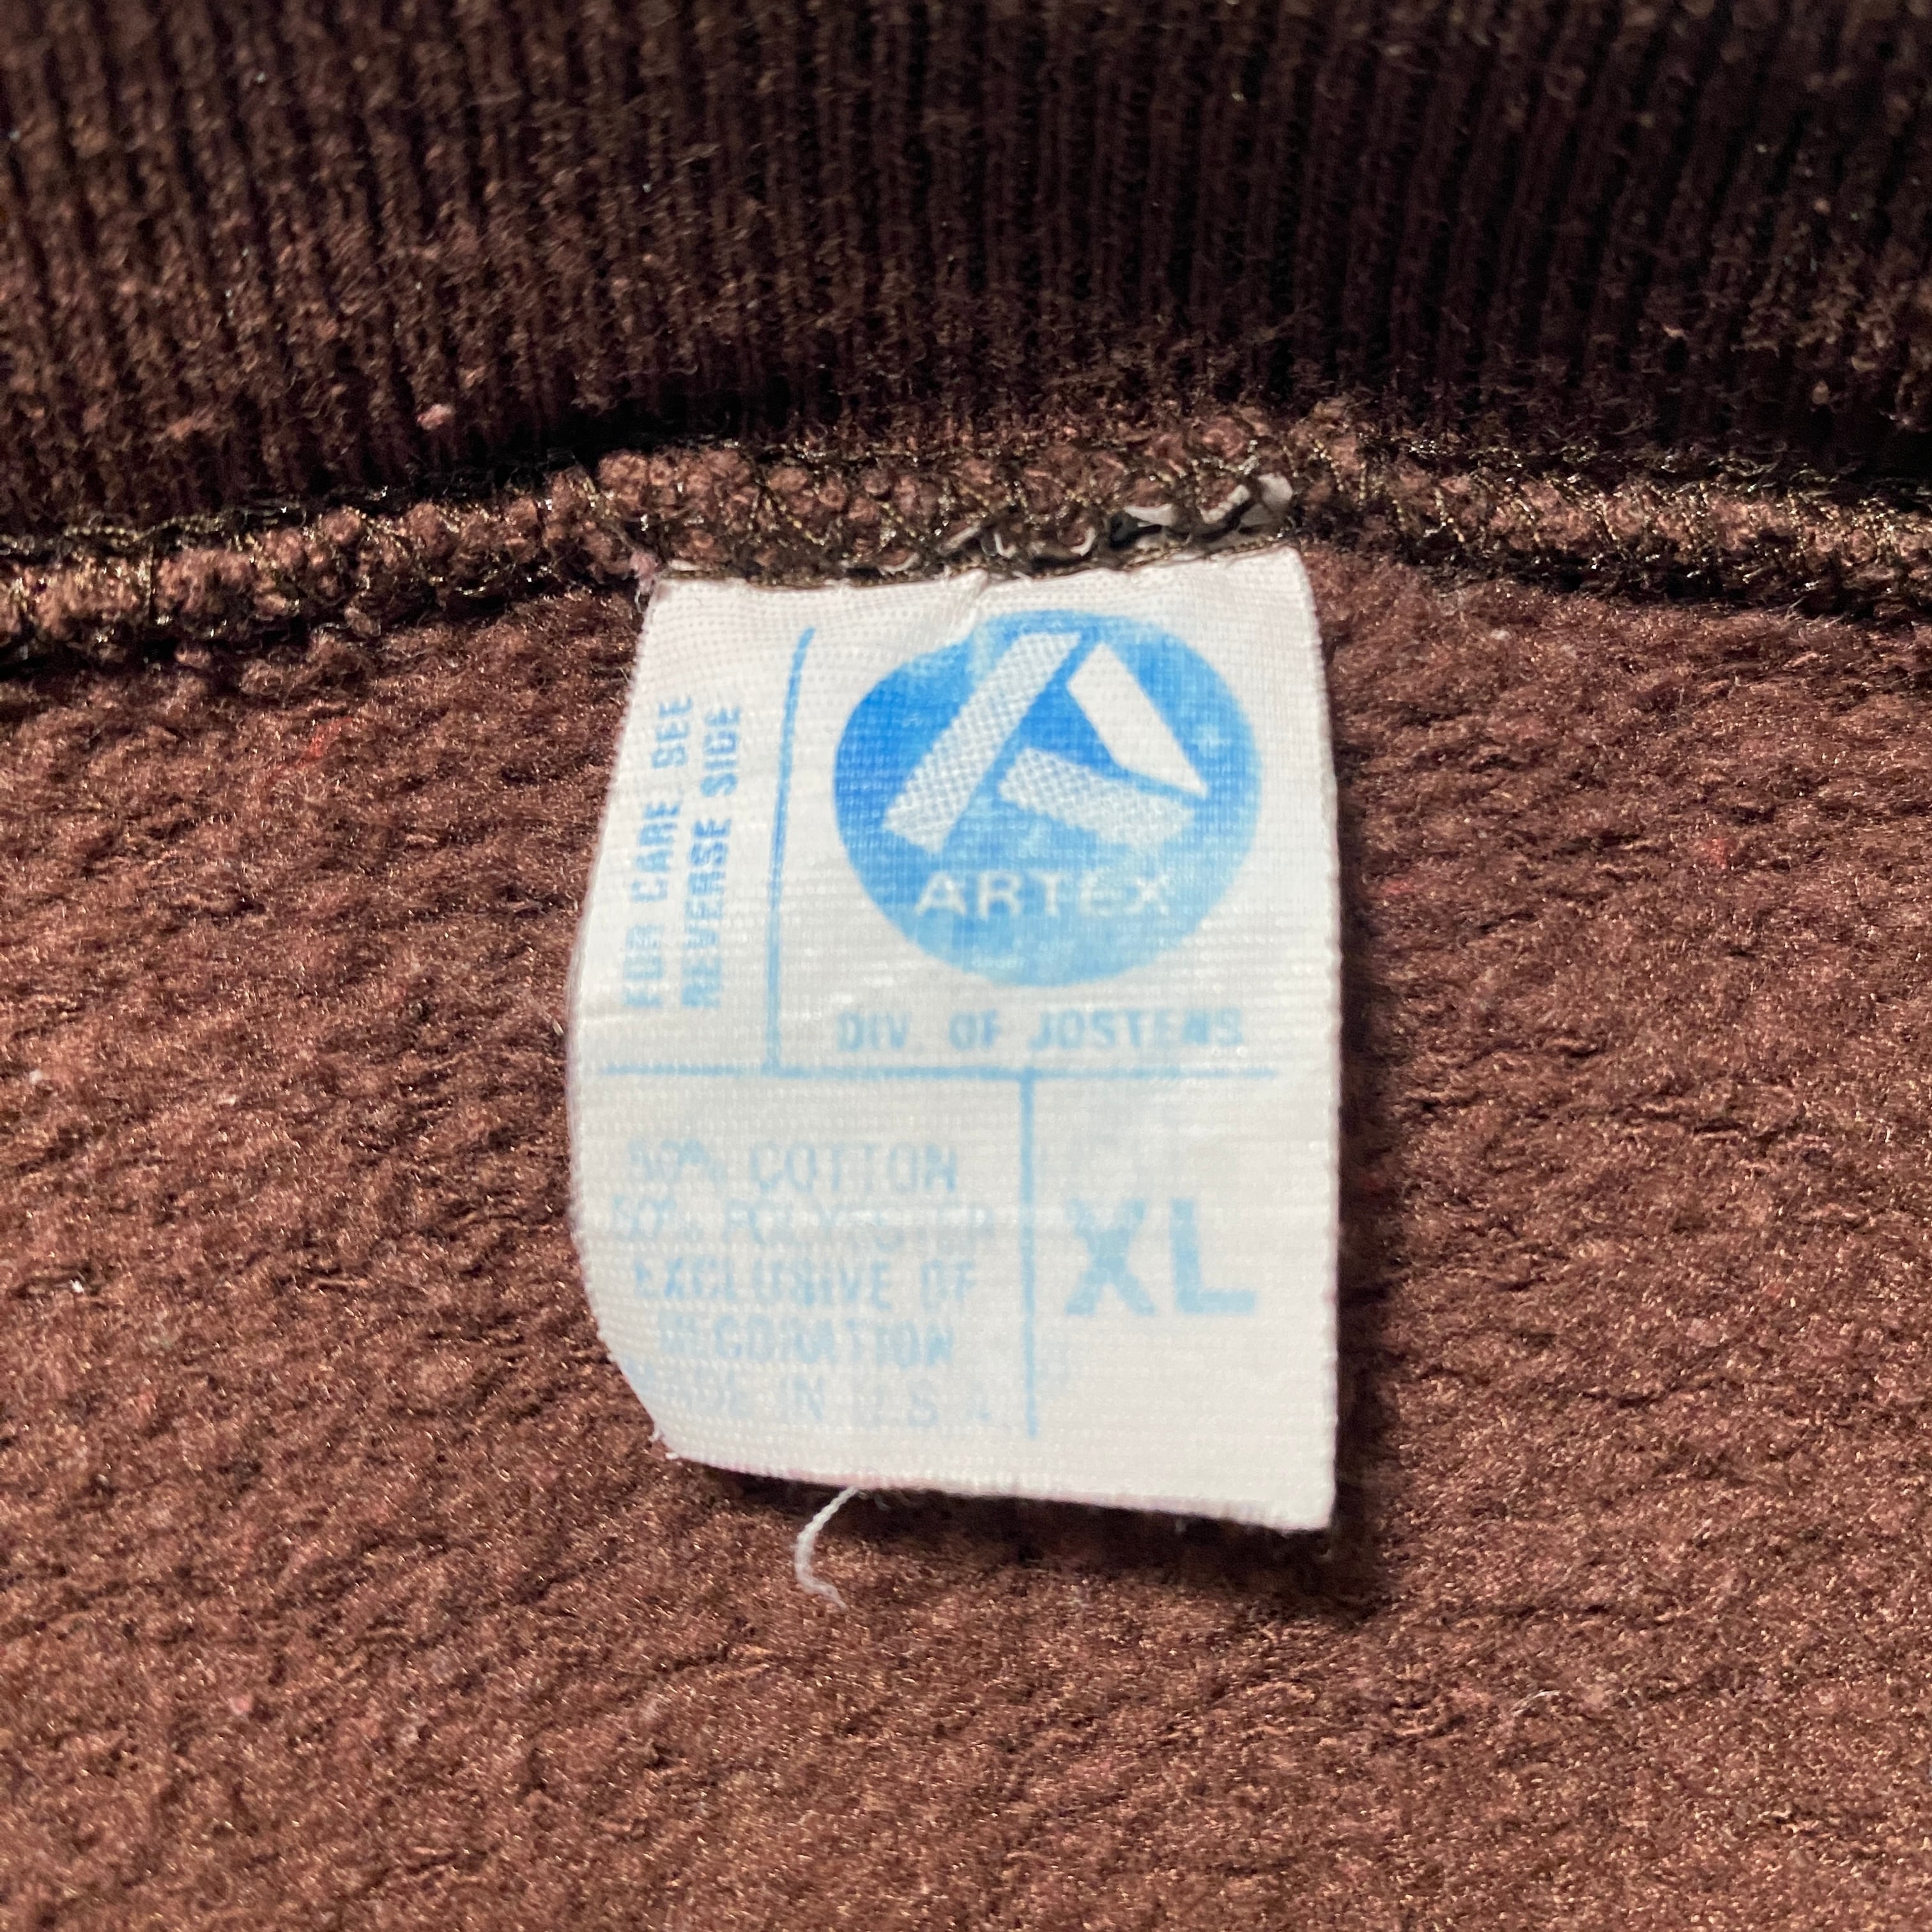 FOR CARE SEE
REVERSE SIDE
ARTEX
DIV. OF JOSTENS
50% COTTON
50% POLYESTER
EXCLUSIVE OF
DECORATION
MADE IN U.S.A.
XL